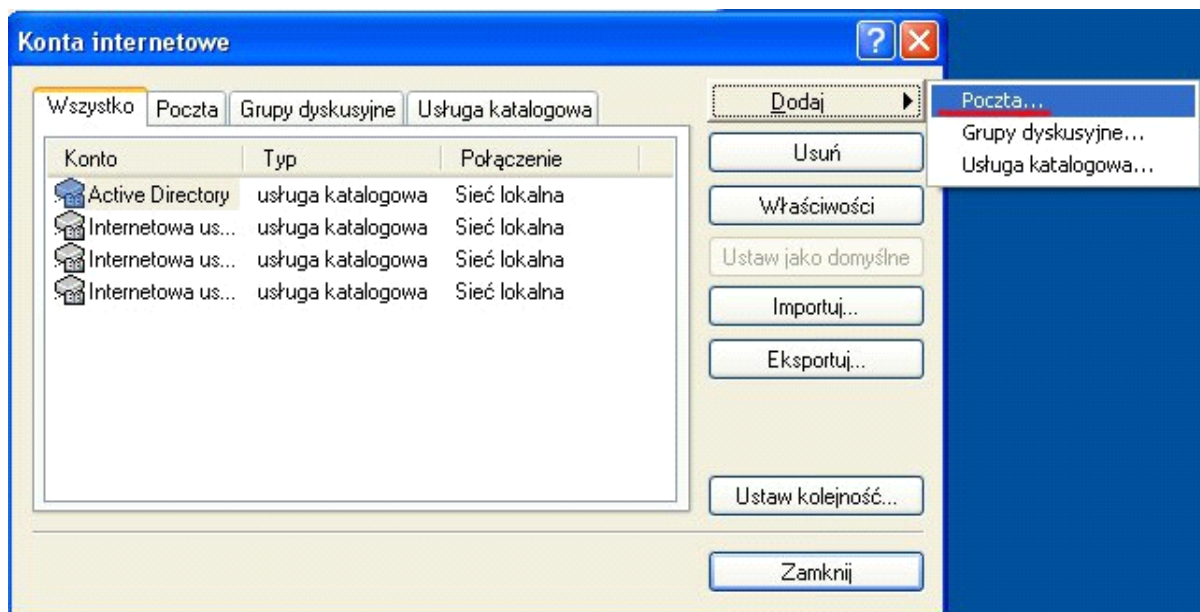 Konta internetowe
Wszystko Poczta Grupy dyskusyjne Usługa katalogowa
Konto Typ Połączenie
Active Directory usługa katalogowa Sieć lokalna
Internetowa us... usługa katalogowa Sieć lokalna
Internetowa us... usługa katalogowa Sieć lokalna
Internetowa us... usługa katalogowa Sieć lokalna
Dodaj
Usuń
Właściwości
Ustaw jako domyślne
Importuj...
Eksportuj...
Ustaw kolejność...
Zamknij
Poczta...
Grupy dyskusyjne...
Usługa katalogowa...